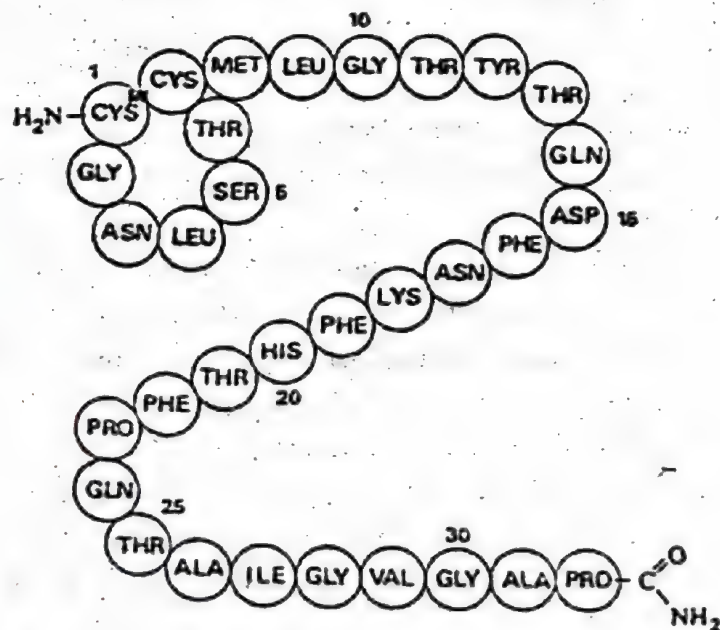 10
1 CYS MET LEU GLY THR TYR
H₂N CYS THR THR
GLY GLN
SER 5
ASN LEU ASP 15
PHE
ASN
LYS
PHE
HIS
THR 20
PHE
PRO
GLN
25
THR 30
ALA ILE GLY VAL GLY ALA PRO C O
NH₂